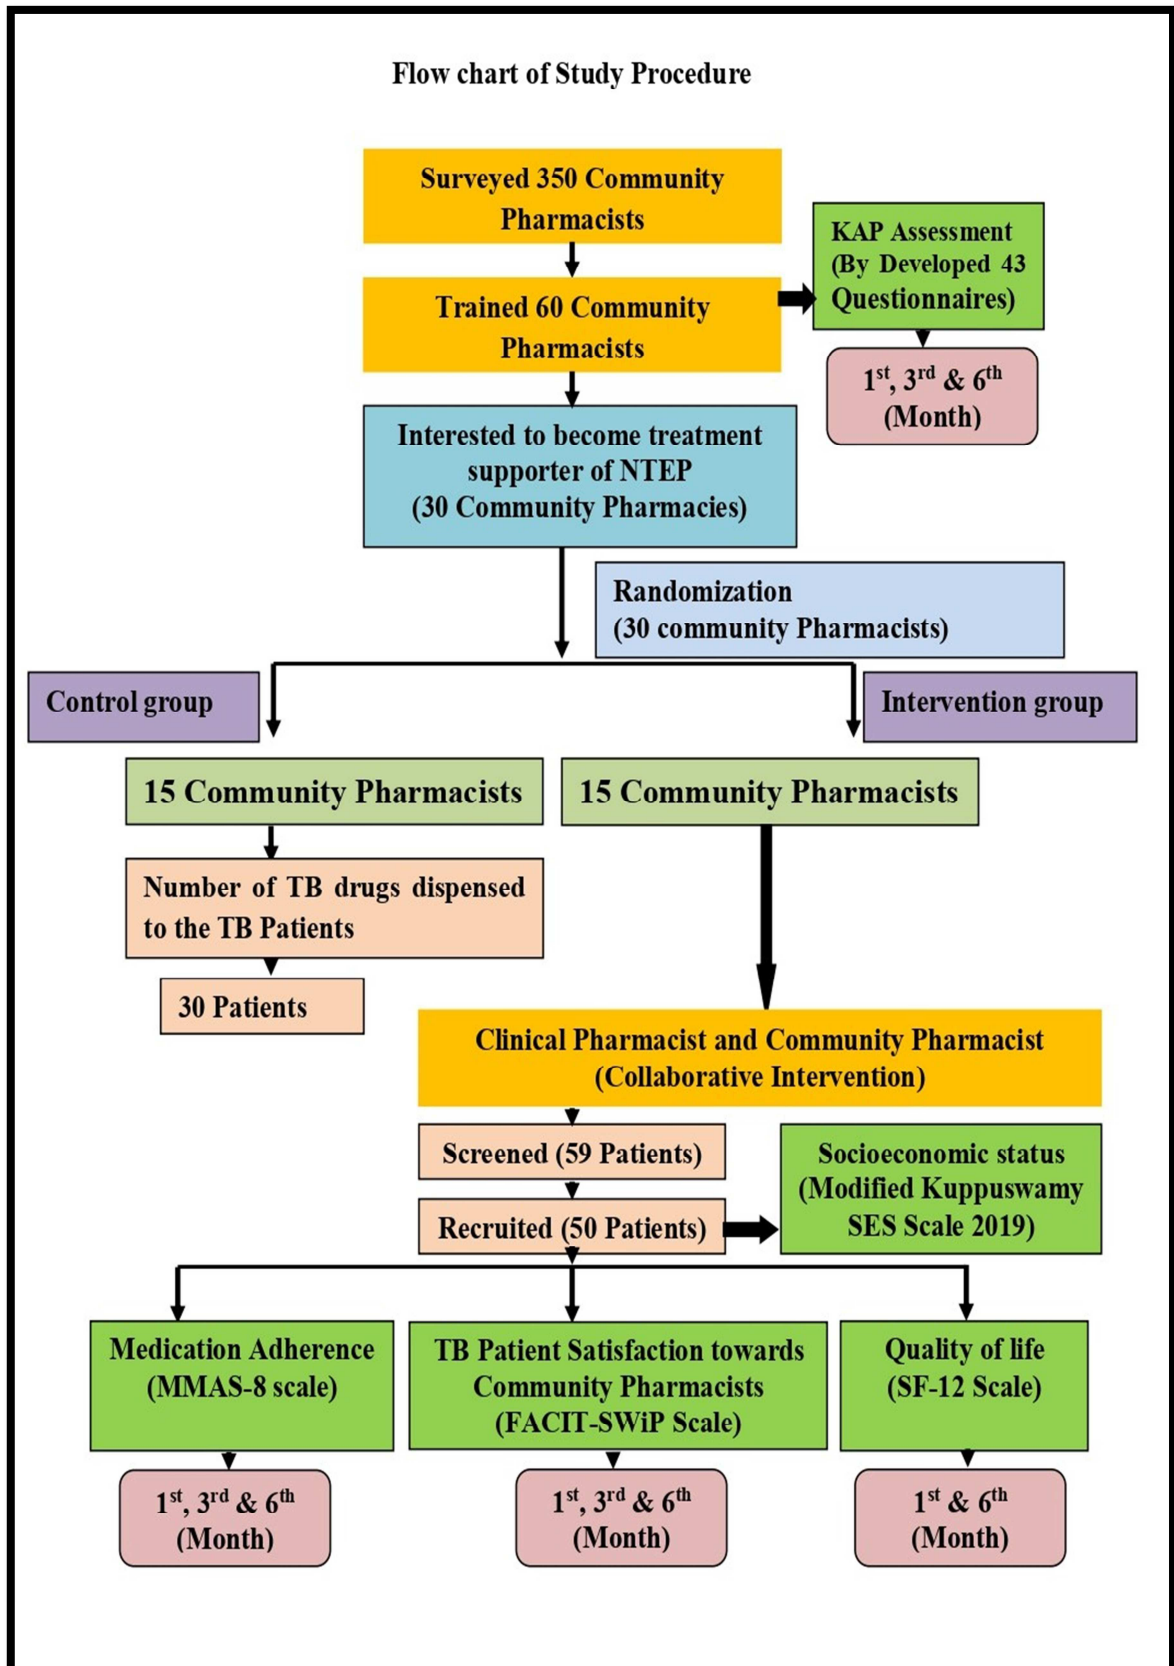 Flow chart of Study Procedure
Surveyed 350 Community
Pharmacists
KAP Assessment
(By Developed 43
Questionnaires)
Trained 60 Community
Pharmacists
1st, 3rd & 6th
(Month)
Interested to become treatment
supporter of NTEP
(30 Community Pharmacies)
Randomization
(30 community Pharmacists)
Control group
Intervention group
15 Community Pharmacists
15 Community Pharmacists
Number of TB drugs dispensed
to the TB Patients
30 Patients
Clinical Pharmacist and Community Pharmacist
(Collaborative Intervention)
Screened (59 Patients)
Recruited (50 Patients)
Socioeconomic status
(Modified Kuppuswamy
SES Scale 2019)
Medication Adherence
(MMAS-8 scale)
TB Patient Satisfaction towards
Community Pharmacists
(FACIT-SWiP Scale)
Quality of life
(SF-12 Scale)
1st, 3rd & 6th
(Month)
1st, 3rd & 6th
(Month)
1st & 6th
(Month)